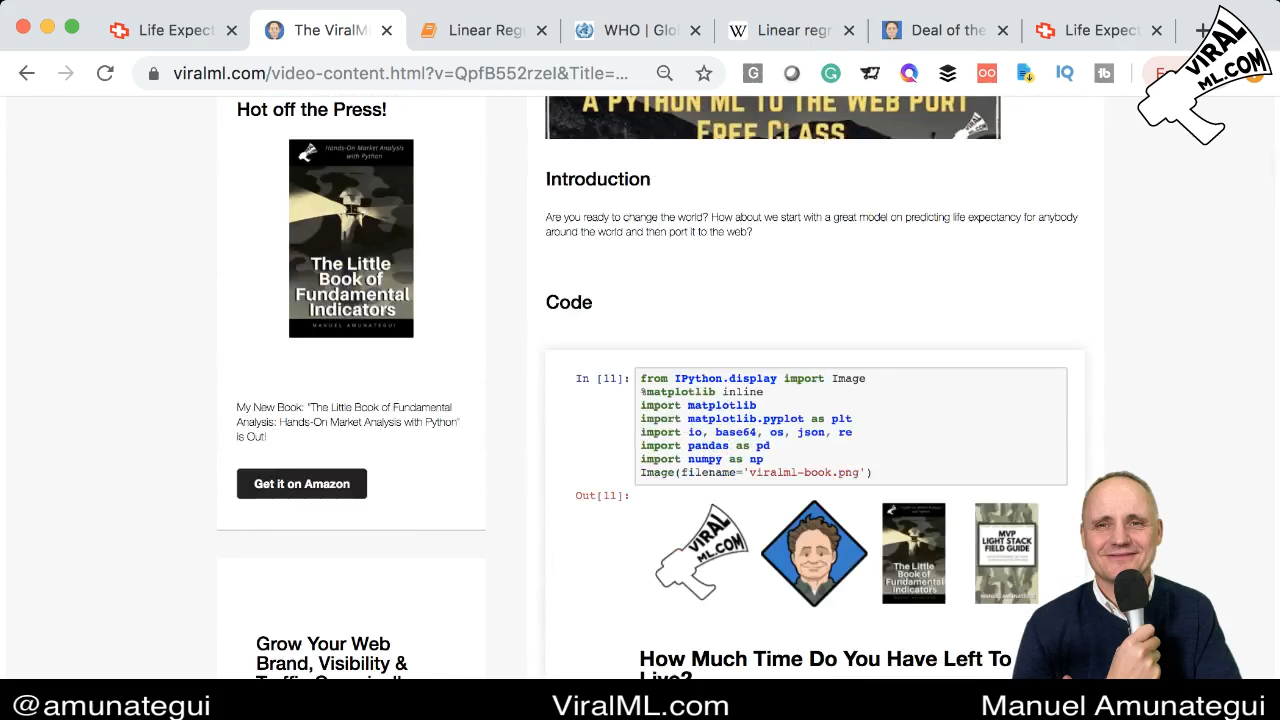 Life Expect
The ViralM
Linear Reg
WHO | Glo
Linear regr
Deal of the
Life Expect
viralml.com/video-content.html?v=QpfB552rzeI&Title=...
VIRAL
ML.COM
Hot off the Press!
Hands-On Market Analysis
with Python
The Little
Book of
Fundamental
Indicators
MANUEL AMUNATEGUI
My New Book: "The Little Book of Fundamental
Analysis: Hands-On Market Analysis with Python"
is Out!
Get it on Amazon
Grow Your Web
Brand, Visibility &
A PYTHON ML TO THE WEB PORT
FREE CLASS
Introduction
Are you ready to change the world? How about we start with a great model on predicting life expectancy for anybody
around the world and then port it to the web?
Code
In [11]:
from IPython.display import Image
%matplotlib inline
import matplotlib
import matplotlib.pyplot as plt
import io, base64, os, json, re
import pandas as pd
import numpy as np
Image(filename='viralml-book.png')
Out[11]:
VIRAL
ML.COM
The Little
Book of
Fundamental
Indicators
MVP
LIGHT STACK
FIELD GUIDE
MANUEL AMUNATEGUI
How Much Time Do You Have Left To
Live?
@amunategui
ViralML.com
Manuel Amunategui